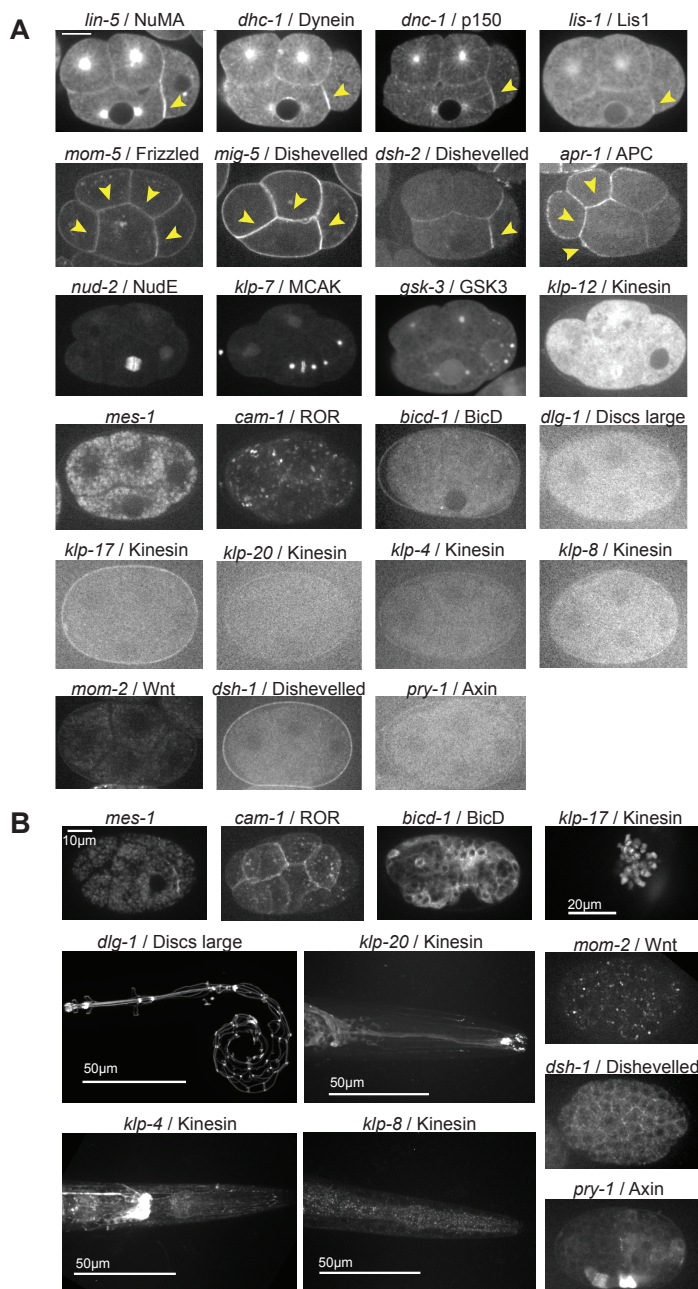 A
lin-5 / NuMA dhc-1 / Dynein dnc-1 / p150 lis-1 / Lis1
mom-5 / Frizzled mig-5 / Dishevelled dsh-2 / Dishevelled apr-1 / APC
nud-2 / NudE klp-7 / MCAK gsk-3 / GSK3 klp-12 / Kinesin
mes-1 cam-1 / ROR bicd-1 / BicD dlg-1 / Discs large
klp-17 / Kinesin klp-20 / Kinesin klp-4 / Kinesin klp-8 / Kinesin
mom-2 / Wnt dsh-1 / Dishevelled pry-1 / Axin
B
mes-1 cam-1 / ROR bicd-1 / BicD klp-17 / Kinesin
10μm
20μm
dlg-1 / Discs large klp-20 / Kinesin mom-2 / Wnt
50μm 50μm
dsh-1 / Dishevelled
klp-4 / Kinesin klp-8 / Kinesin
pry-1 / Axin
50μm 50μm